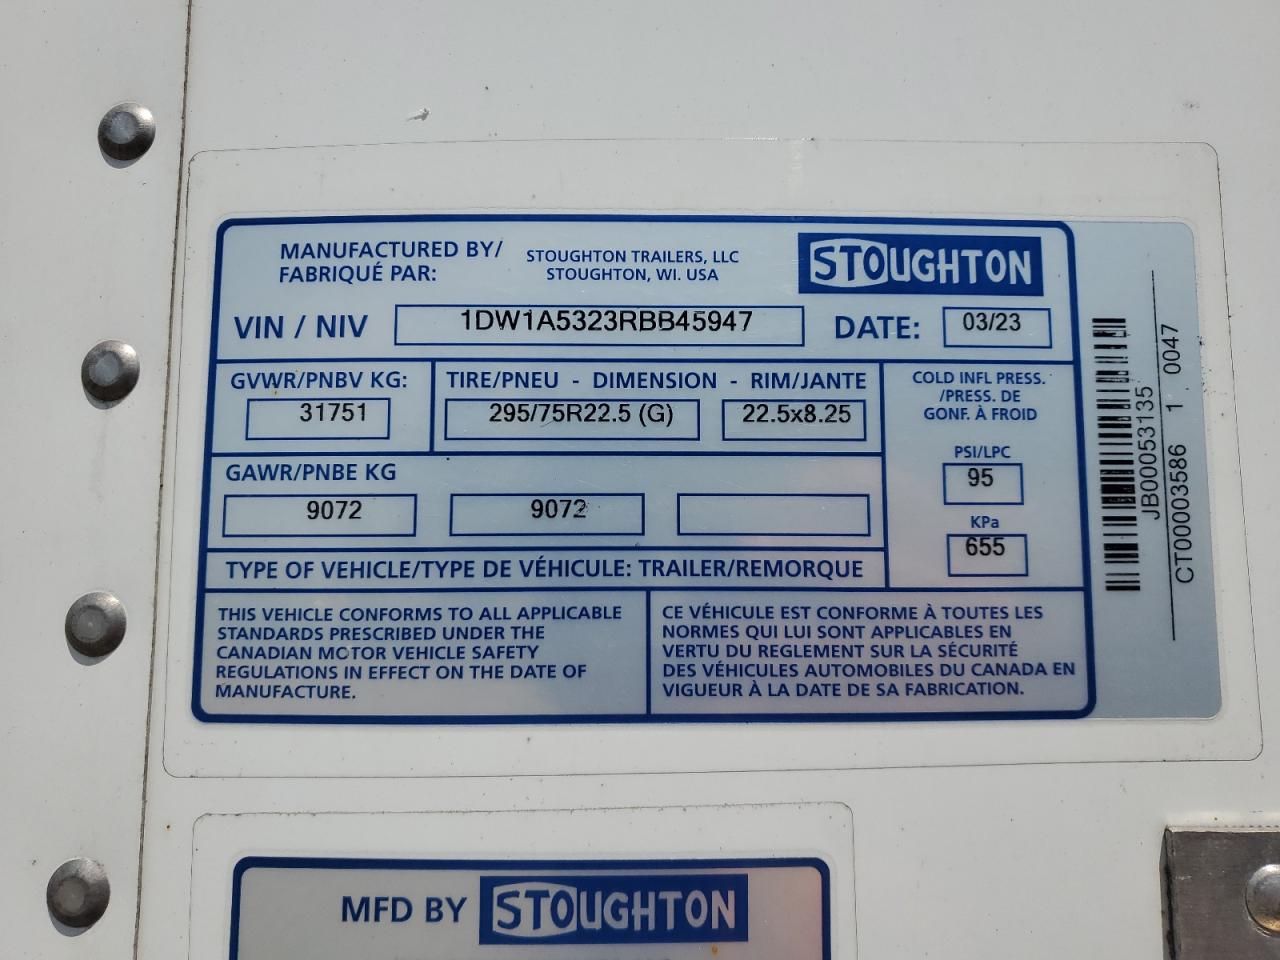 MANUFACTURED BY/
FABRIQUÉ PAR:
STOUGHTON TRAILERS, LLC
STOUGHTON, WI. USA
STOUGHTON
VIN / NIV
1DW1A5323RBB45947
DATE:
03/23
GVWR/PNBV KG:
31751
TIRE/PNEU - DIMENSION - RIM/JANTE
295/75R22.5 (G)
22.5x8.25
COLD INFL PRESS.
/PRESS. DE
GONF. À FROID
PSI/LPC
95
KPa
655
GAWR/PNBE KG
9072
9072
TYPE OF VEHICLE/TYPE DE VÉHICULE: TRAILER/REMORQUE
THIS VEHICLE CONFORMS TO ALL APPLICABLE
STANDARDS PRESCRIBED UNDER THE
CANADIAN MOTOR VEHICLE SAFETY
REGULATIONS IN EFFECT ON THE DATE OF
MANUFACTURE.
CE VÉHICULE EST CONFORME À TOUTES LES
NORMES QUI LUI SONT APPLICABLES EN
VERTU DU REGLEMENT SUR LA SÉCURITÉ
DES VÉHICULES AUTOMOBILES DU CANADA EN
VIGUEUR À LA DATE DE SA FABRICATION.
JB00053135
CT00003586 1 0047
MFD BY STOUGHTON